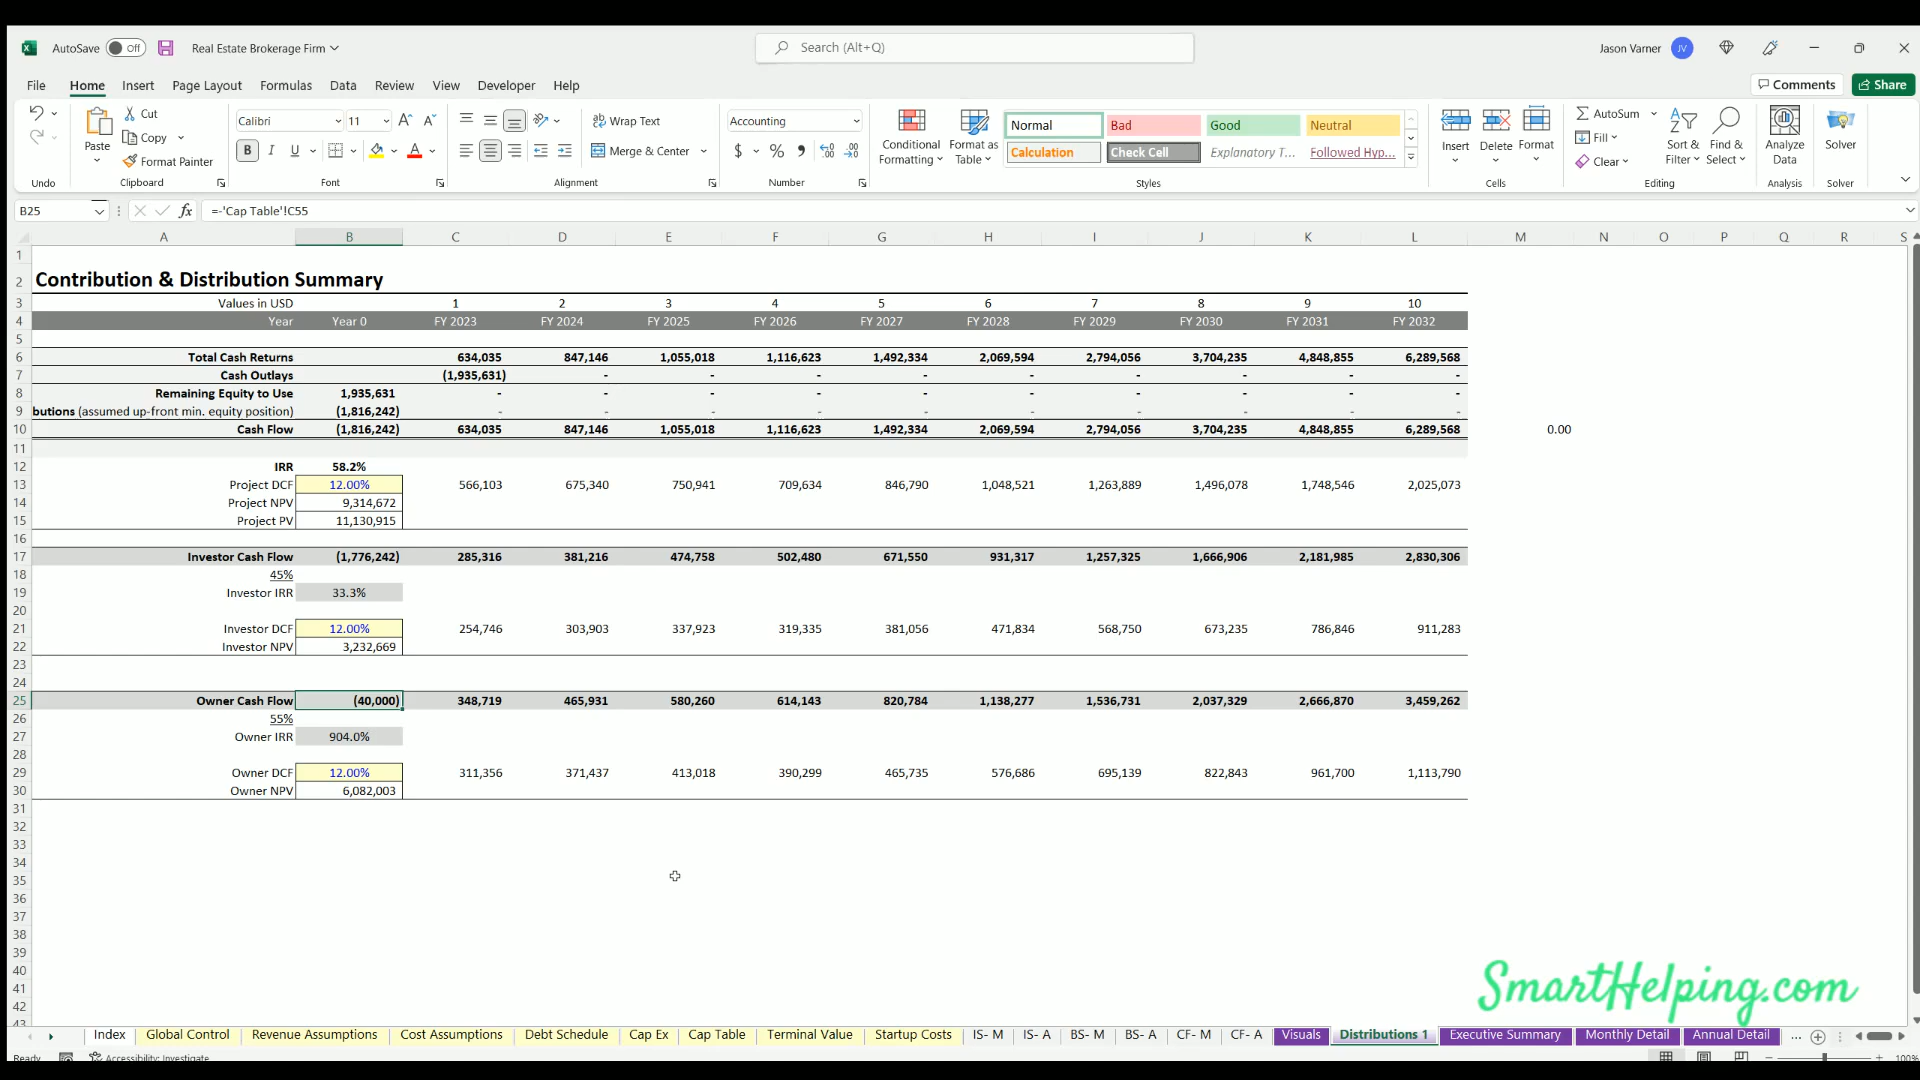 AutoSave Off Real Estate Brokerage Firm Search (Alt+Q) Jason Varner JV
File Home Insert Page Layout Formulas Data Review View Developer Help Comments Share
Paste Cut Copy Format Painter
Calibri 11
B I U
Wrap Text
Merge & Center
Accounting
$ %
Conditional Formatting
Format as Table
Normal Bad Good Neutral
Calculation Check Cell Explanatory T... Followed Hyp...
Insert Delete Format
AutoSum Fill Clear
Sort & Filter
Find & Select
Analyze Data
Solver
Undo Clipboard Font Alignment Number Styles Cells Editing Analysis Solver
B25 fx =-'Cap Table'!C55
A B C D E F G H I J K L M N O P Q R S
1
2 Contribution & Distribution Summary
3 Values in USD 1 2 3 4 5 6 7 8 9 10
4 Year Year 0 FY 2023 FY 2024 FY 2025 FY 2026 FY 2027 FY 2028 FY 2029 FY 2030 FY 2031 FY 2032
5
6 Total Cash Returns 634,035 847,146 1,055,018 1,116,623 1,492,334 2,069,594 2,794,056 3,704,235 4,848,855 6,289,568
7 Cash Outlays (1,935,631) - - - - - - - - -
8 Remaining Equity to Use 1,935,631 - - - - - - - - - -
9 butions (assumed up-front min. equity position) (1,816,242) - - - - - - - - - -
10 Cash Flow (1,816,242) 634,035 847,146 1,055,018 1,116,623 1,492,334 2,069,594 2,794,056 3,704,235 4,848,855 6,289,568 0.00
11
12 IRR 58.2%
13 Project DCF 12.00% 566,103 675,340 750,941 709,634 846,790 1,048,521 1,263,889 1,496,078 1,748,546 2,025,073
14 Project NPV 9,314,672
15 Project PV 11,130,915
16
17 Investor Cash Flow (1,776,242) 285,316 381,216 474,758 502,480 671,550 931,317 1,257,325 1,666,906 2,181,985 2,830,306
18 45%
19 Investor IRR 33.3%
20
21 Investor DCF 12.00% 254,746 303,903 337,923 319,335 381,056 471,834 568,750 673,235 786,846 911,283
22 Investor NPV 3,232,669
23
24
25 Owner Cash Flow (40,000) 348,719 465,931 580,260 614,143 820,784 1,138,277 1,536,731 2,037,329 2,666,870 3,459,262
26 55%
27 Owner IRR 904.0%
28
29 Owner DCF 12.00% 311,356 371,437 413,018 390,299 465,735 576,686 695,139 822,843 961,700 1,113,790
30 Owner NPV 6,082,003
31
32
33
34
35
36
37
38
39
40
41
42
43
SmartHelping.com
Index Global Control Revenue Assumptions Cost Assumptions Debt Schedule Cap Ex Cap Table Terminal Value Startup Costs IS- M IS- A BS- M BS- A CF- M CF- A Visuals Distributions 1 Executive Summary Monthly Detail Annual Detail ...
Ready Accessibility: Investigate 100%